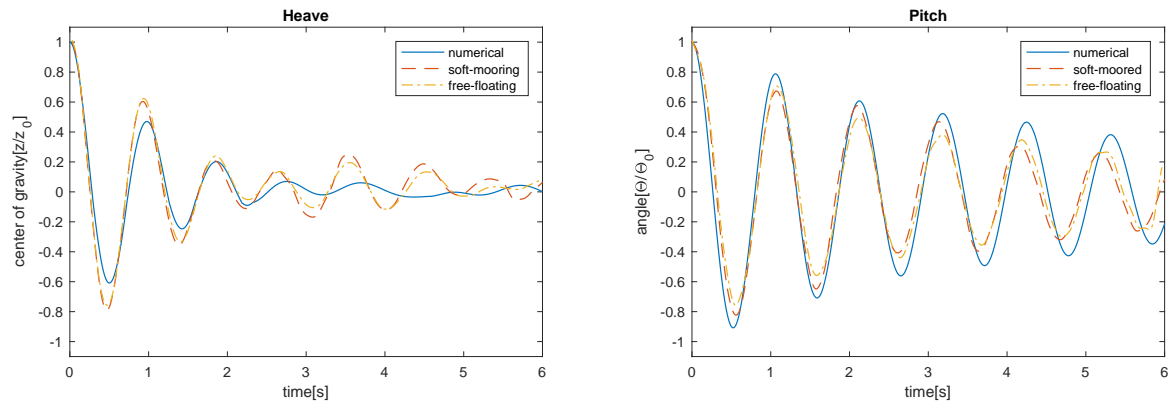 Heave
center of gravity[z/z0]
1
0.8
0.6
0.4
0.2
0
-0.2
-0.4
-0.6
-0.8
-1
numerical
soft-mooring
free-floating
0 1 2 3 4 5 6
time[s]
Pitch
angle[Θ/Θ0]
1
0.8
0.6
0.4
0.2
0
-0.2
-0.4
-0.6
-0.8
-1
numerical
soft-moored
free-floating
0 1 2 3 4 5 6
time[s]